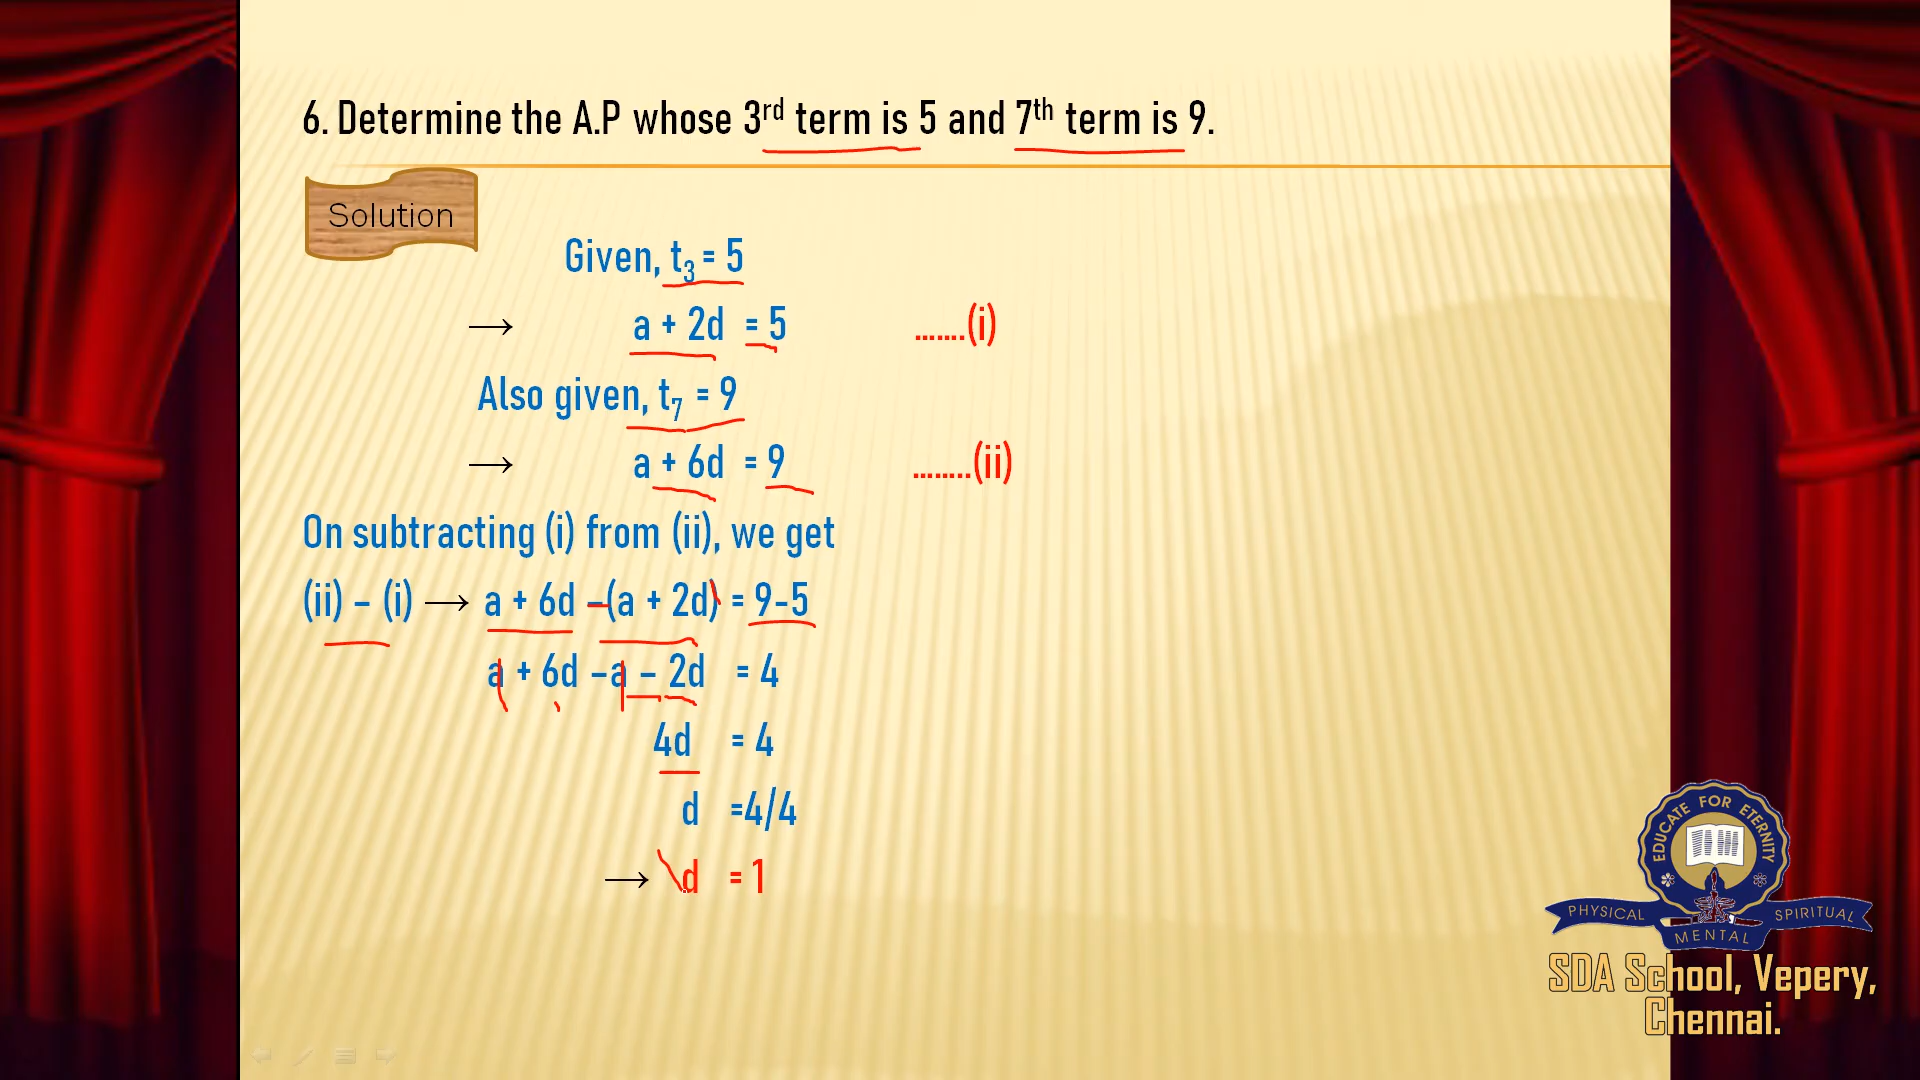 6. Determine the A.P whose 3rd term is 5 and 7th term is 9.
Solution
Given, t3 = 5
→ a + 2d = 5 .......(i)
Also given, t7 = 9
→ a + 6d = 9 ........(ii)
On subtracting (i) from (ii), we get
(ii) – (i) → a + 6d –(a + 2d) = 9-5
a + 6d –a – 2d = 4
4d = 4
d =4/4
→ d = 1
EDUCATE FOR ETERNITY
PHYSICAL MENTAL SPIRITUAL
SDA School, Vepery,
Chennai.